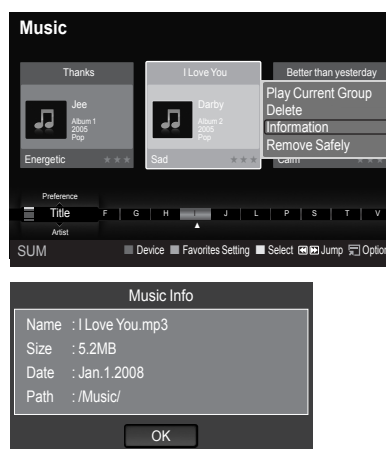 Music
Thanks
Jee
Album 1
2005
Pop
Energetic
I Love You
Darby
Album 2
2005
Pop
Sad
Better than yesterday
Play Current Group
Delete
Information
Remove Safely
Calm
Preference
Title F G H I J L P S T V
Artist
SUM Device Favorites Setting Select Jump Option
Music Info
Name : I Love You.mp3
Size : 5.2MB
Date : Jan.1.2008
Path : /Music/
OK